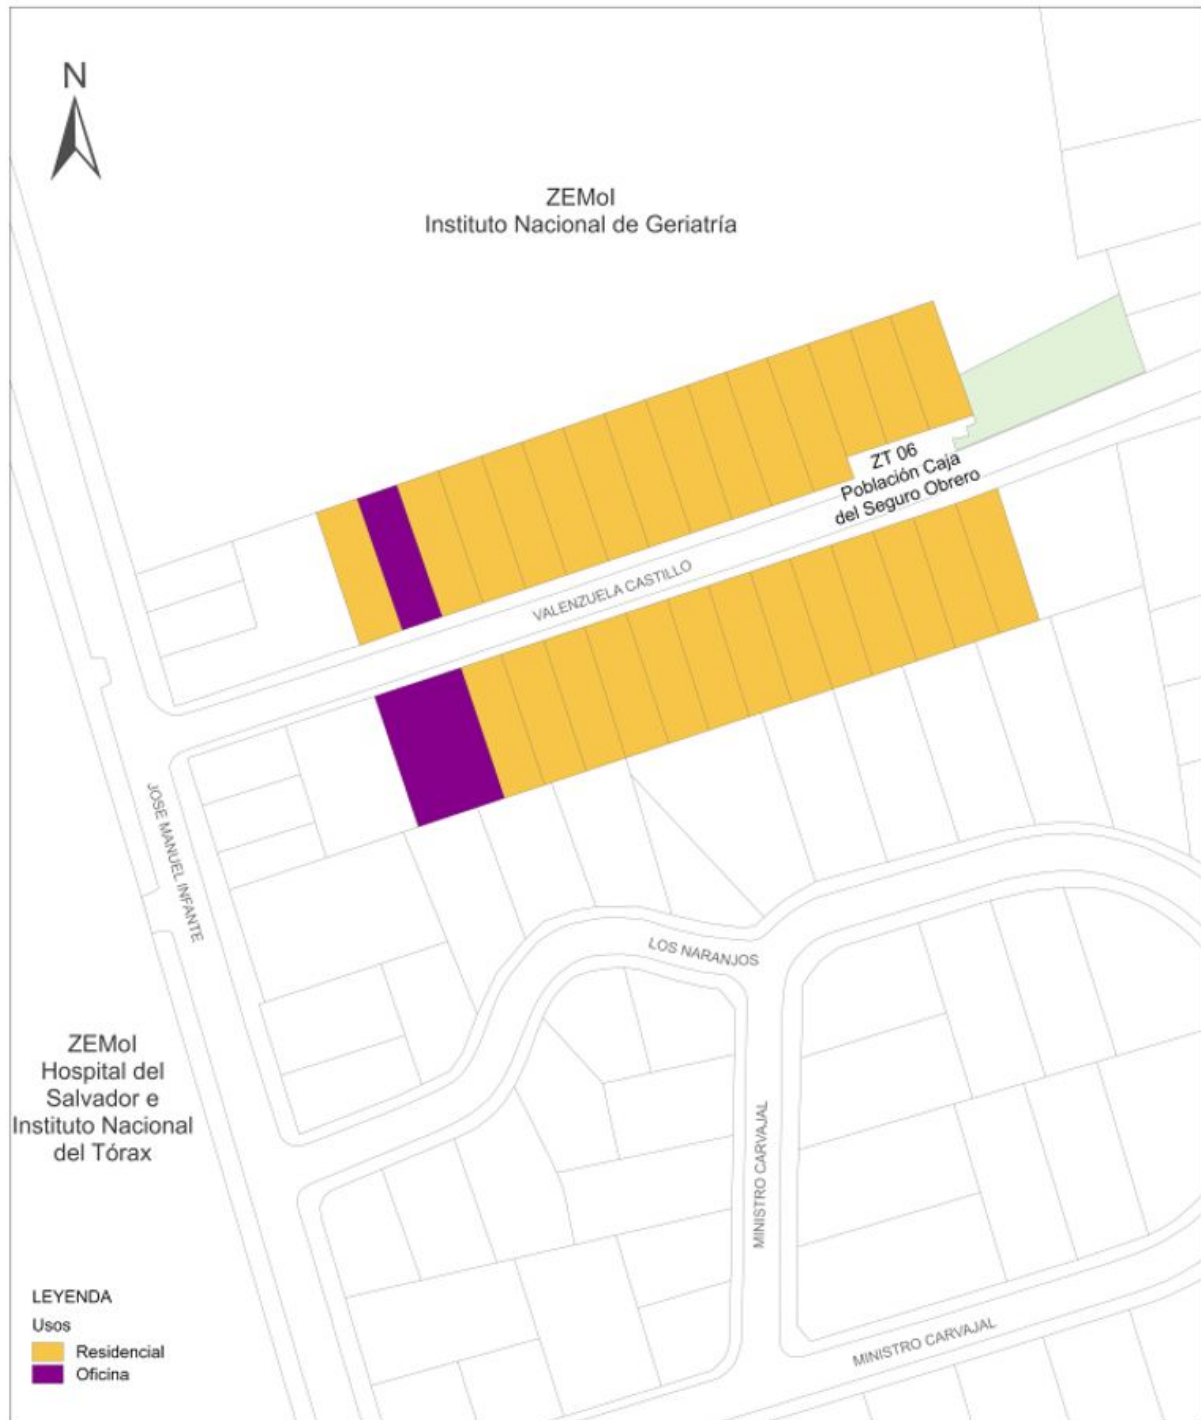 N
ZEMoI
Instituto Nacional de Geriatría
ZT 06
Población Caja
del Seguro Obrero
VALENZUELA CASTILLO
JOSE MANUEL INFANTE
LOS NARANJOS
ZEMoI
Hospital del
Salvador e
Instituto Nacional
del Tórax
MINISTRO CARVAJAL
MINISTRO CARVAJAL
LEYENDA
Usos
Residencial
Oficina